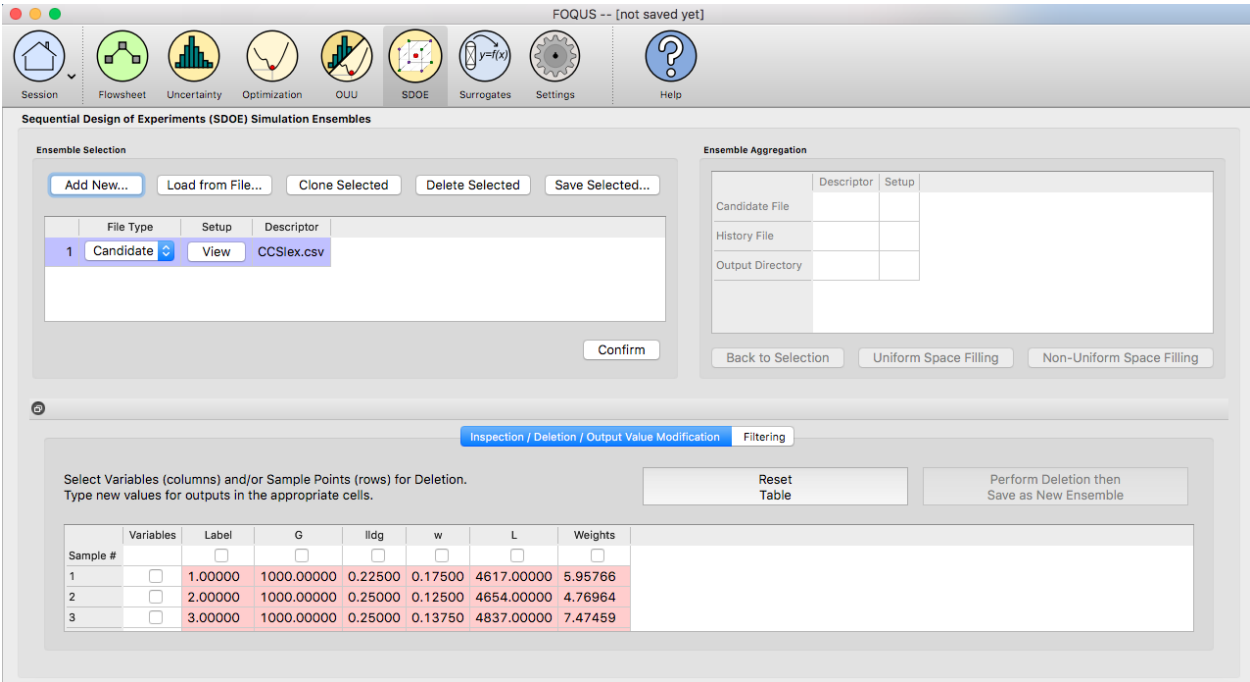 FOQUS -- [not saved yet]
y=f(x)
Session Flowsheet Uncertainty Optimization OUU SDOE Surrogates Settings Help
Sequential Design of Experiments (SDOE) Simulation Ensembles
Ensemble Selection
Add New... Load from File... Clone Selected Delete Selected Save Selected...
File Type Setup Descriptor
1 Candidate View CCSIex.csv
Confirm
Ensemble Aggregation
Descriptor Setup
Candidate File
History File
Output Directory
Back to Selection Uniform Space Filling Non-Uniform Space Filling
Inspection / Deletion / Output Value Modification Filtering
Select Variables (columns) and/or Sample Points (rows) for Deletion.
Type new values for outputs in the appropriate cells.
Reset
Table
Perform Deletion then
Save as New Ensemble
Variables Label G lldg w L Weights
Sample #
1 1.00000 1000.00000 0.22500 0.17500 4617.00000 5.95766
2 2.00000 1000.00000 0.25000 0.12500 4654.00000 4.76964
3 3.00000 1000.00000 0.25000 0.13750 4837.00000 7.47459